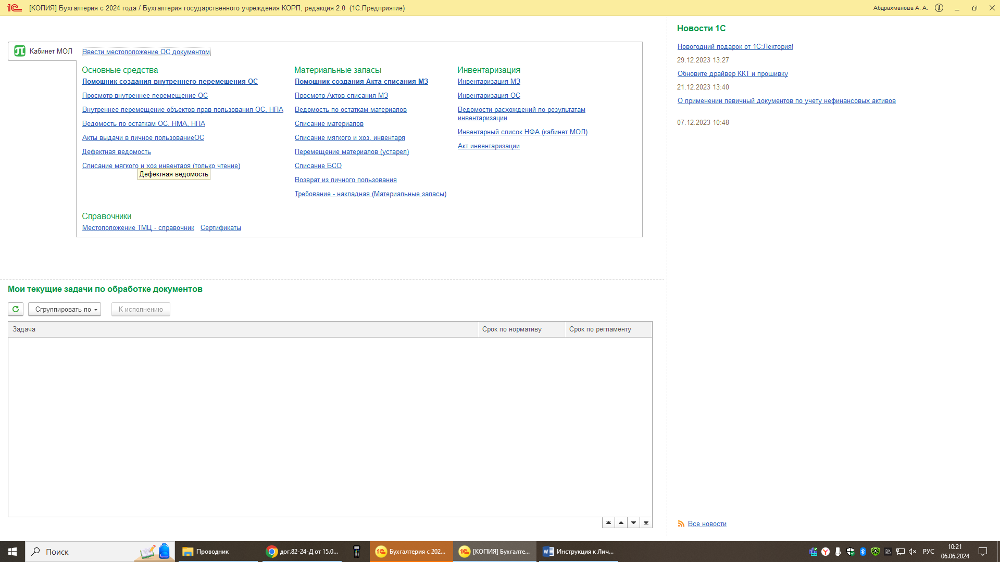 [КОПИЯ] Бухгалтерия с 2024 года / Бухгалтерия государственного учреждения КОРП, редакция 2.0 (1С:Предприятие)
Абдрахманова А. А.
Кабинет МОЛ
Ввести местоположение ОС документом
Основные средства
Помощник создания внутреннего перемещения ОС
Просмотр внутреннее перемещение ОС
Внутреннее перемещение объектов прав пользования ОС, НПА
Ведомость по остаткам ОС, НМА, НПА
Акты выдачи в личное пользованиеОС
Дефектная ведомость
Списание мягкого и хоз инвентаря (только чтение)
Дефектная ведомость
Материальные запасы
Помощник создания Акта списания МЗ
Просмотр Актов списания МЗ
Ведомость по остаткам материалов
Списание материалов
Списание мягкого и хоз. инвентаря
Перемещение материалов (устарел)
Списание БСО
Возврат из личного пользования
Требование - накладная (Материальные запасы)
Инвентаризация
Инвентаризация МЗ
Инвентаризация ОС
Ведомости расхождений по результатам
инвентаризации
Инвентарный список НФА (кабинет МОЛ)
Акт инвентаризации
Справочники
Местоположение ТМЦ - справочник Сертификаты
Новости 1С
Новогодний подарок от 1С:Лектория!
29.12.2023 13:27
Обновите драйвер ККТ и прошивку
21.12.2023 13:40
О применении певичный документов по учету нефинансовых активов
07.12.2023 10:48
Все новости
Мои текущие задачи по обработке документов
Сгруппировать по
К исполнению
Задача Срок по нормативу Срок по регламенту
Поиск
Проводник
дог.82-24-Д от 15.0...
Бухгалтерия с 202...
[КОПИЯ] Бухгалте...
Инструкция к Лич...
РУС
10:21
06.06.2024